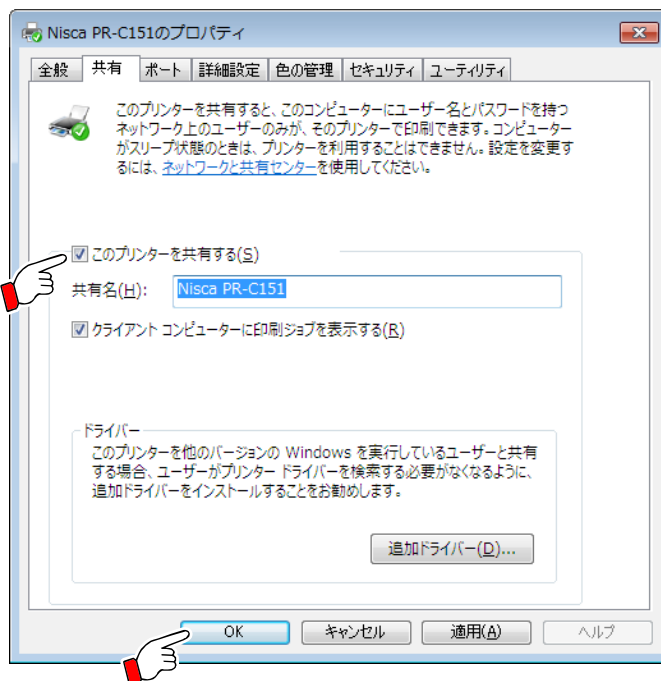 Nisca PR-C151のプロパティ
全般 共有 ポート 詳細設定 色の管理 セキュリティ ユーティリティ
このプリンターを共有すると、このコンピューターにユーザー名とパスワードを持つ
ネットワーク上のユーザーのみが、そのプリンターで印刷できます。コンピューター
がスリープ状態のときは、プリンターを利用することはできません。設定を変更す
るには、ネットワークと共有センターを使用してください。
このプリンターを共有する(S)
共有名(H): Nisca PR-C151
クライアント コンピューターに印刷ジョブを表示する(R)
ドライバー
このプリンターを他のバージョンの Windows を実行しているユーザーと共有
する場合、ユーザーがプリンター ドライバーを検索する必要がなくなるように、
追加ドライバーをインストールすることをお勧めします。
追加ドライバー(D)...
OK キャンセル 適用(A) ヘルプ